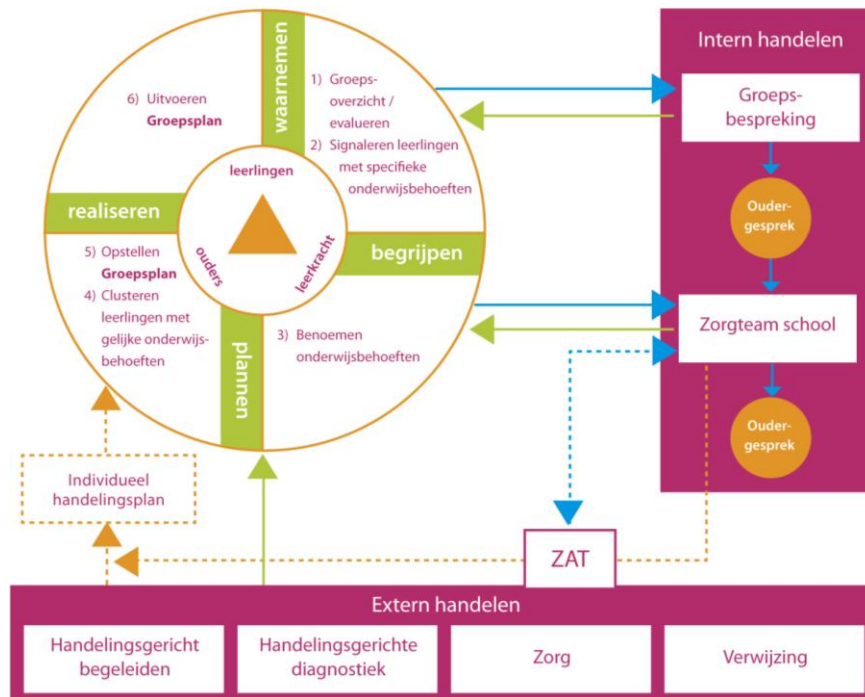 waarnemen
1) Groeps-
overzicht /
evalueren
2) Signaleren leerlingen
met specifieke
onderwijsbehoeften
begrijpen
3) Benoemen
onderwijsbehoeften
plannen
5) Opstellen
Groepsplan
4) Clusteren
leerlingen met
gelijke onderwijs-
behoeften
realiseren
6) Uitvoeren
Groepsplan
leerlingen
ouders
leerkracht
Intern handelen
Groeps-
bespreking
Ouder-
gesprek
Zorgteam school
Ouder-
gesprek
Individueel
handelingsplan
ZAT
Extern handelen
Handelingsgericht
begeleiden
Handelingsgerichte
diagnostiek
Zorg
Verwijzing